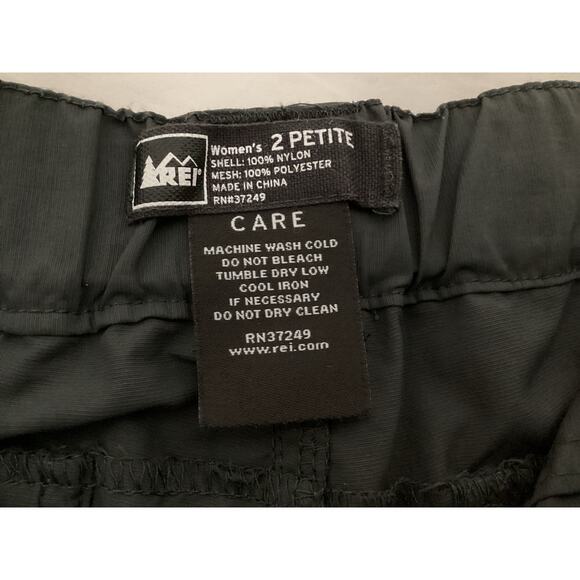 REI®
Women's 2 PETITE
SHELL: 100% NYLON
MESH: 100% POLYESTER
MADE IN CHINA
RN#37249
CARE
MACHINE WASH COLD
DO NOT BLEACH
TUMBLE DRY LOW
COOL IRON
IF NECESSARY
DO NOT DRY CLEAN
RN37249
www.rei.com